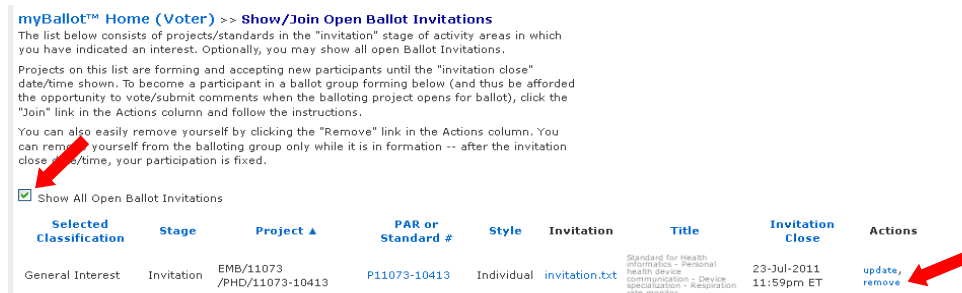 myBallot™ Home (Voter) >> Show/Join Open Ballot Invitations
The list below consists of projects/standards in the "invitation" stage of activity areas in which
you have indicated an interest. Optionally, you may show all open Ballot Invitations.
Projects on this list are forming and accepting new participants until the "invitation close"
date/time shown. To become a participant in a ballot group forming below (and thus be afforded
the opportunity to vote/submit comments when the balloting project opens for ballot), click the
"Join" link in the Actions column and follow the instructions.
You can also easily remove yourself by clicking the "Remove" link in the Actions column. You
can remove yourself from the balloting group only while it is in formation -- after the invitation
close date/time, your participation is fixed.
Show All Open Ballot Invitations
Selected Classification Stage Project ▲ PAR or Standard # Style Invitation Title Invitation Close Actions
General Interest Invitation EMB/11073 /PHD/11073-10413 P11073-10413 Individual invitation.txt Standard for Health informatics - Personal health device communication - Device specialization - Respiration rate monitor 23-Jul-2011 11:59pm ET update, remove